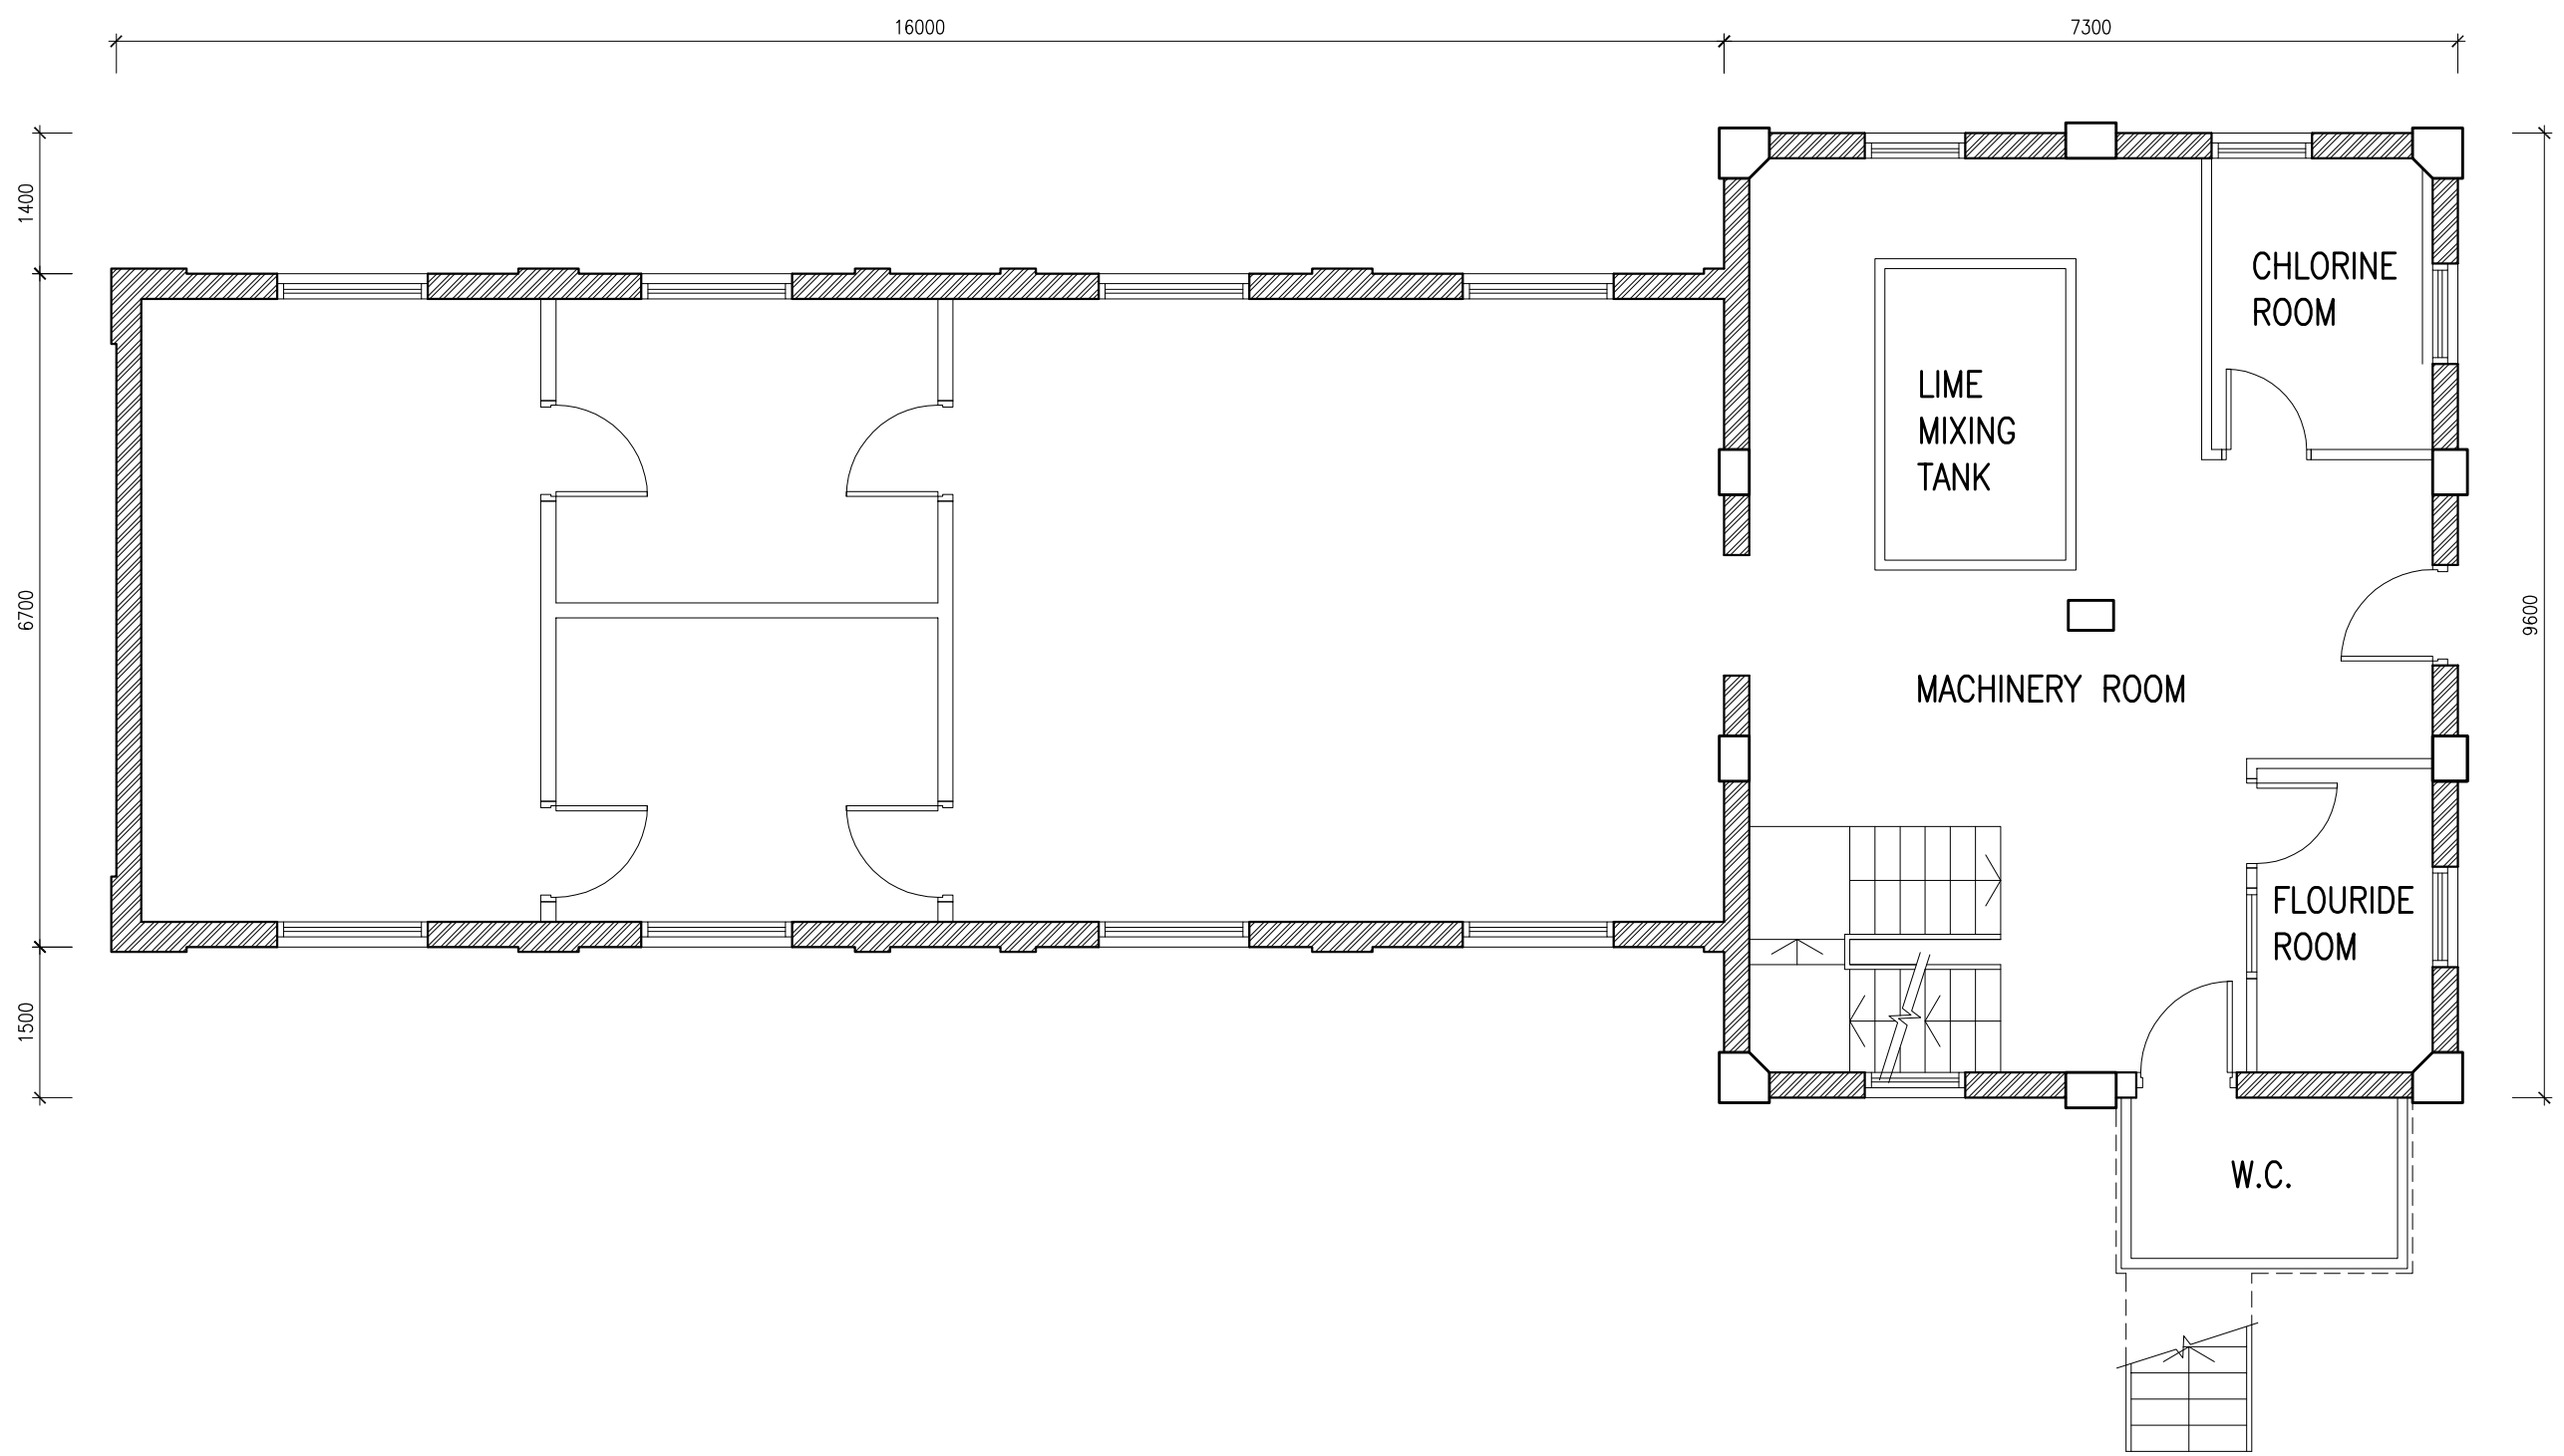 16000
7300
1400
6700
1500
9600
CHLORINE
ROOM
LIME
MIXING
TANK
MACHINERY ROOM
FLOURIDE
ROOM
W.C.